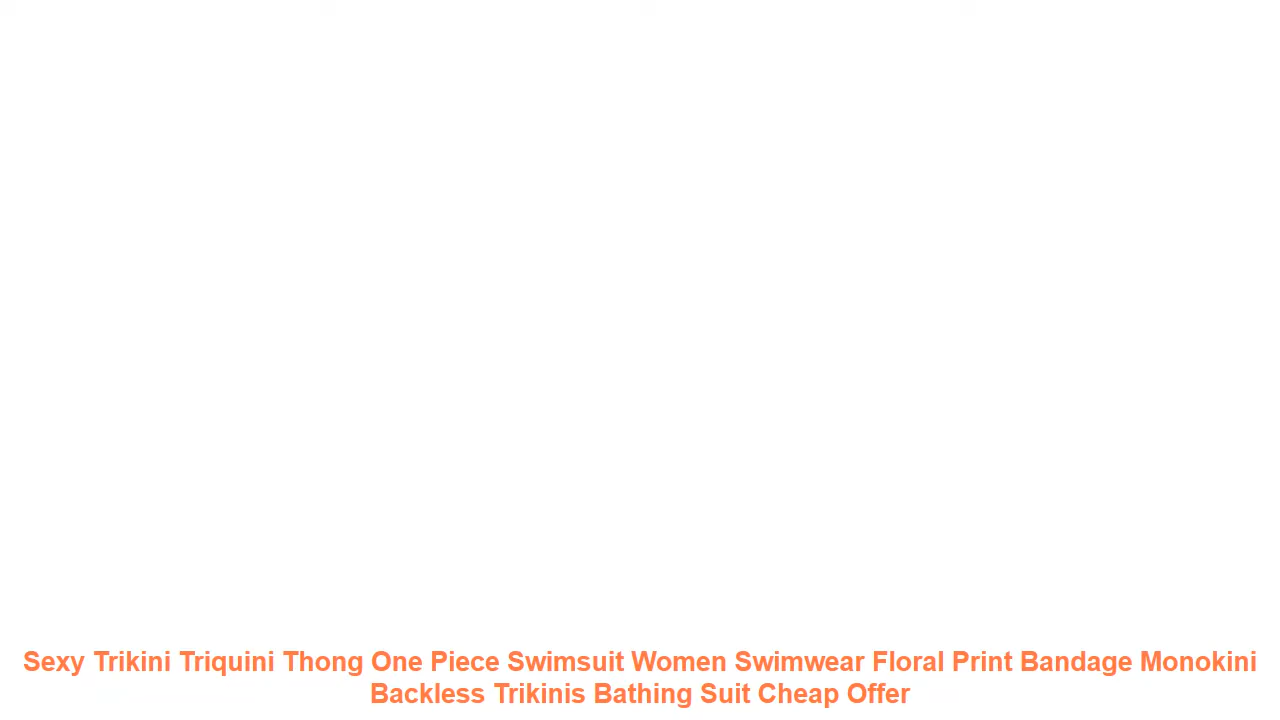 Sexy Trikini Triquini Thong One Piece Swimsuit Women Swimwear Floral Print Bandage Monokini
Backless Trikinis Bathing Suit Cheap Offer